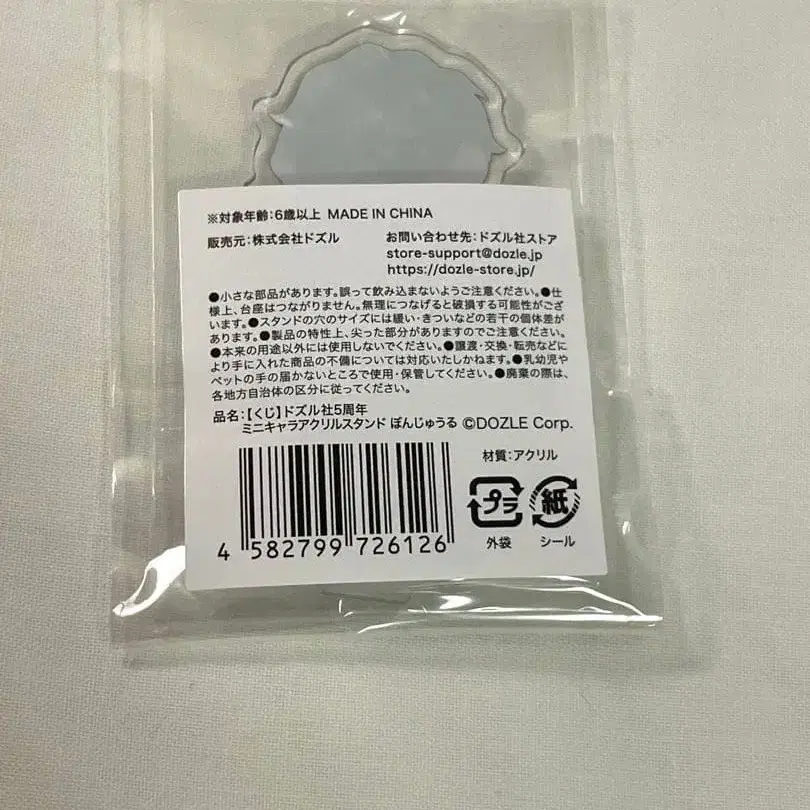 ※対象年齢:6歳以上 MADE IN CHINA
販売元:株式会社ドズル
お問い合わせ先:ドズル社ストア
store-support@dozle.jp
https://dozle-store.jp/
●小さな部品があります。誤って飲み込まないようご注意ください。●仕
様上、台座はつながりません。無理につなげると破損する可能性がござ
います。●スタンドの穴のサイズには緩い・きついなどの若干の個体差が
あります。●製品の特性上、尖った部分がありますのでご注意ください。
●本来の用途以外には使用しないでください。●譲渡・交換・転売などに
より手に入れた商品の不備については対応いたしかねます。●乳幼児や
ペットの手の届かないところで使用・保管してください。●廃棄の際は、
各地方自治体の区分に従ってください。
品名:【くじ】ドズル社5周年
ミニキャラアクリルスタンド ぼんじゅうる ©DOZLE Corp.
材質:アクリル
プラ
紙
外袋
シール
4 582799 726126